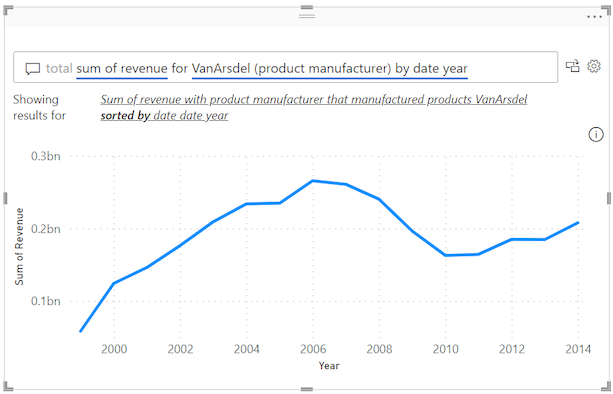 total sum of revenue for VanArsdel (product manufacturer) by date year
Showing results for
Sum of revenue with product manufacturer that manufactured products VanArsdel
sorted by date date year
0.3bn
0.2bn
0.1bn
Sum of Revenue
2000 2002 2004 2006 2008 2010 2012 2014
Year